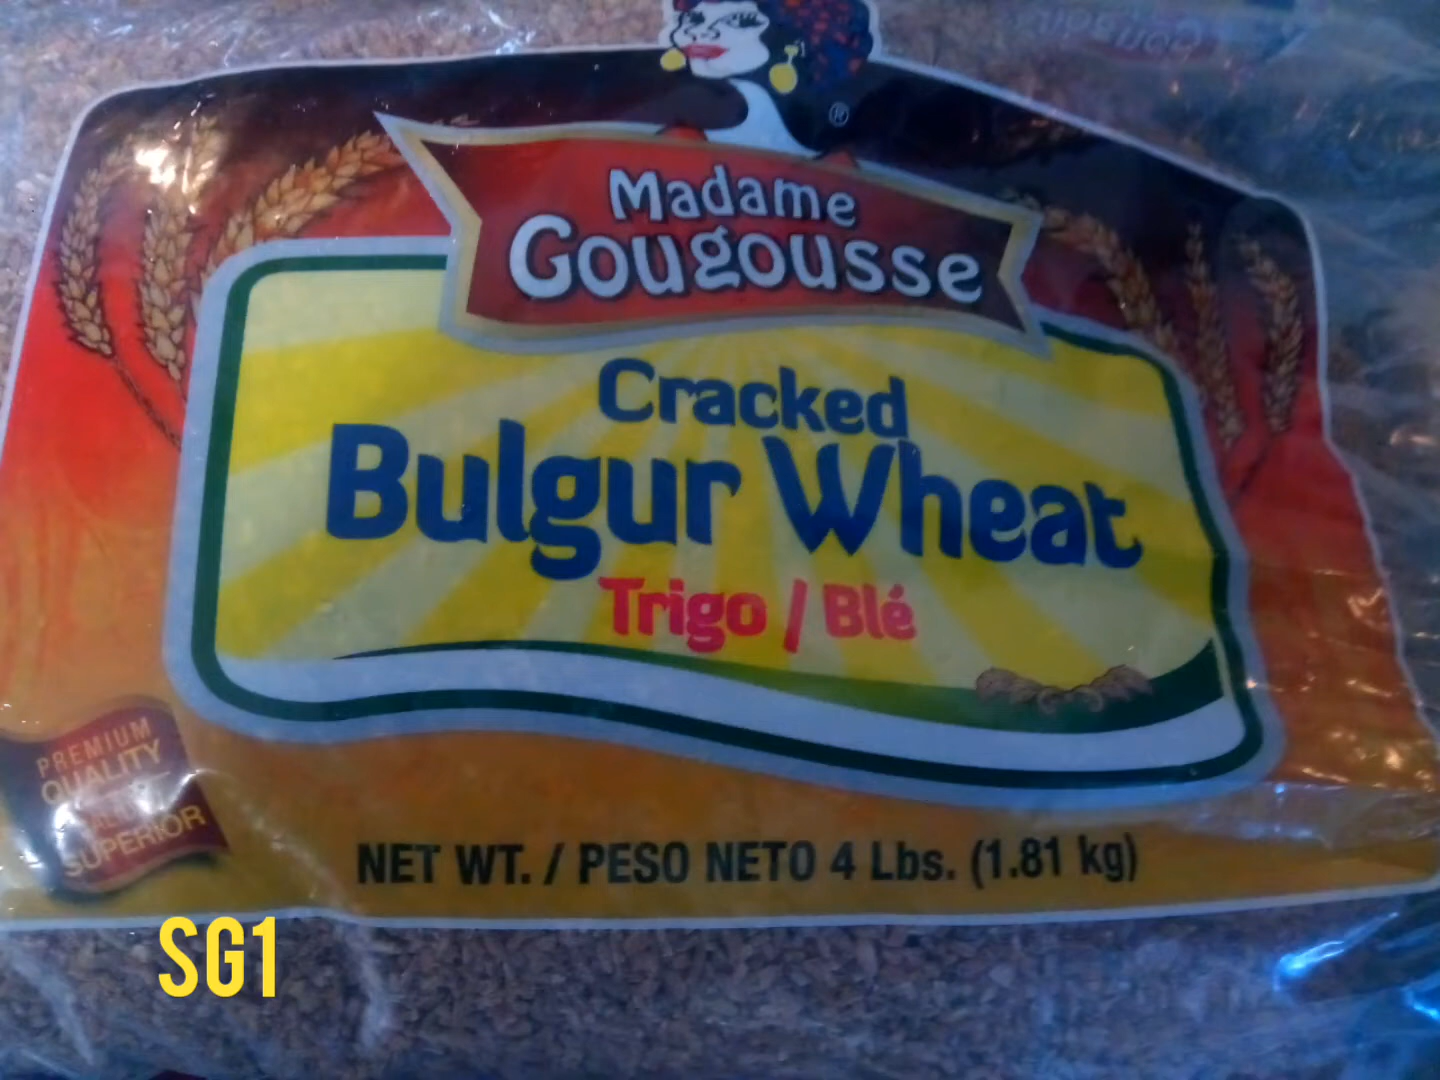 ®
Madame
Gougousse
Cracked
Bulgur Wheat
Trigo / Blé
PREMIUM
QUALITY
SUPERIOR
NET WT. / PESO NETO 4 Lbs. (1.81 kg)
SG1